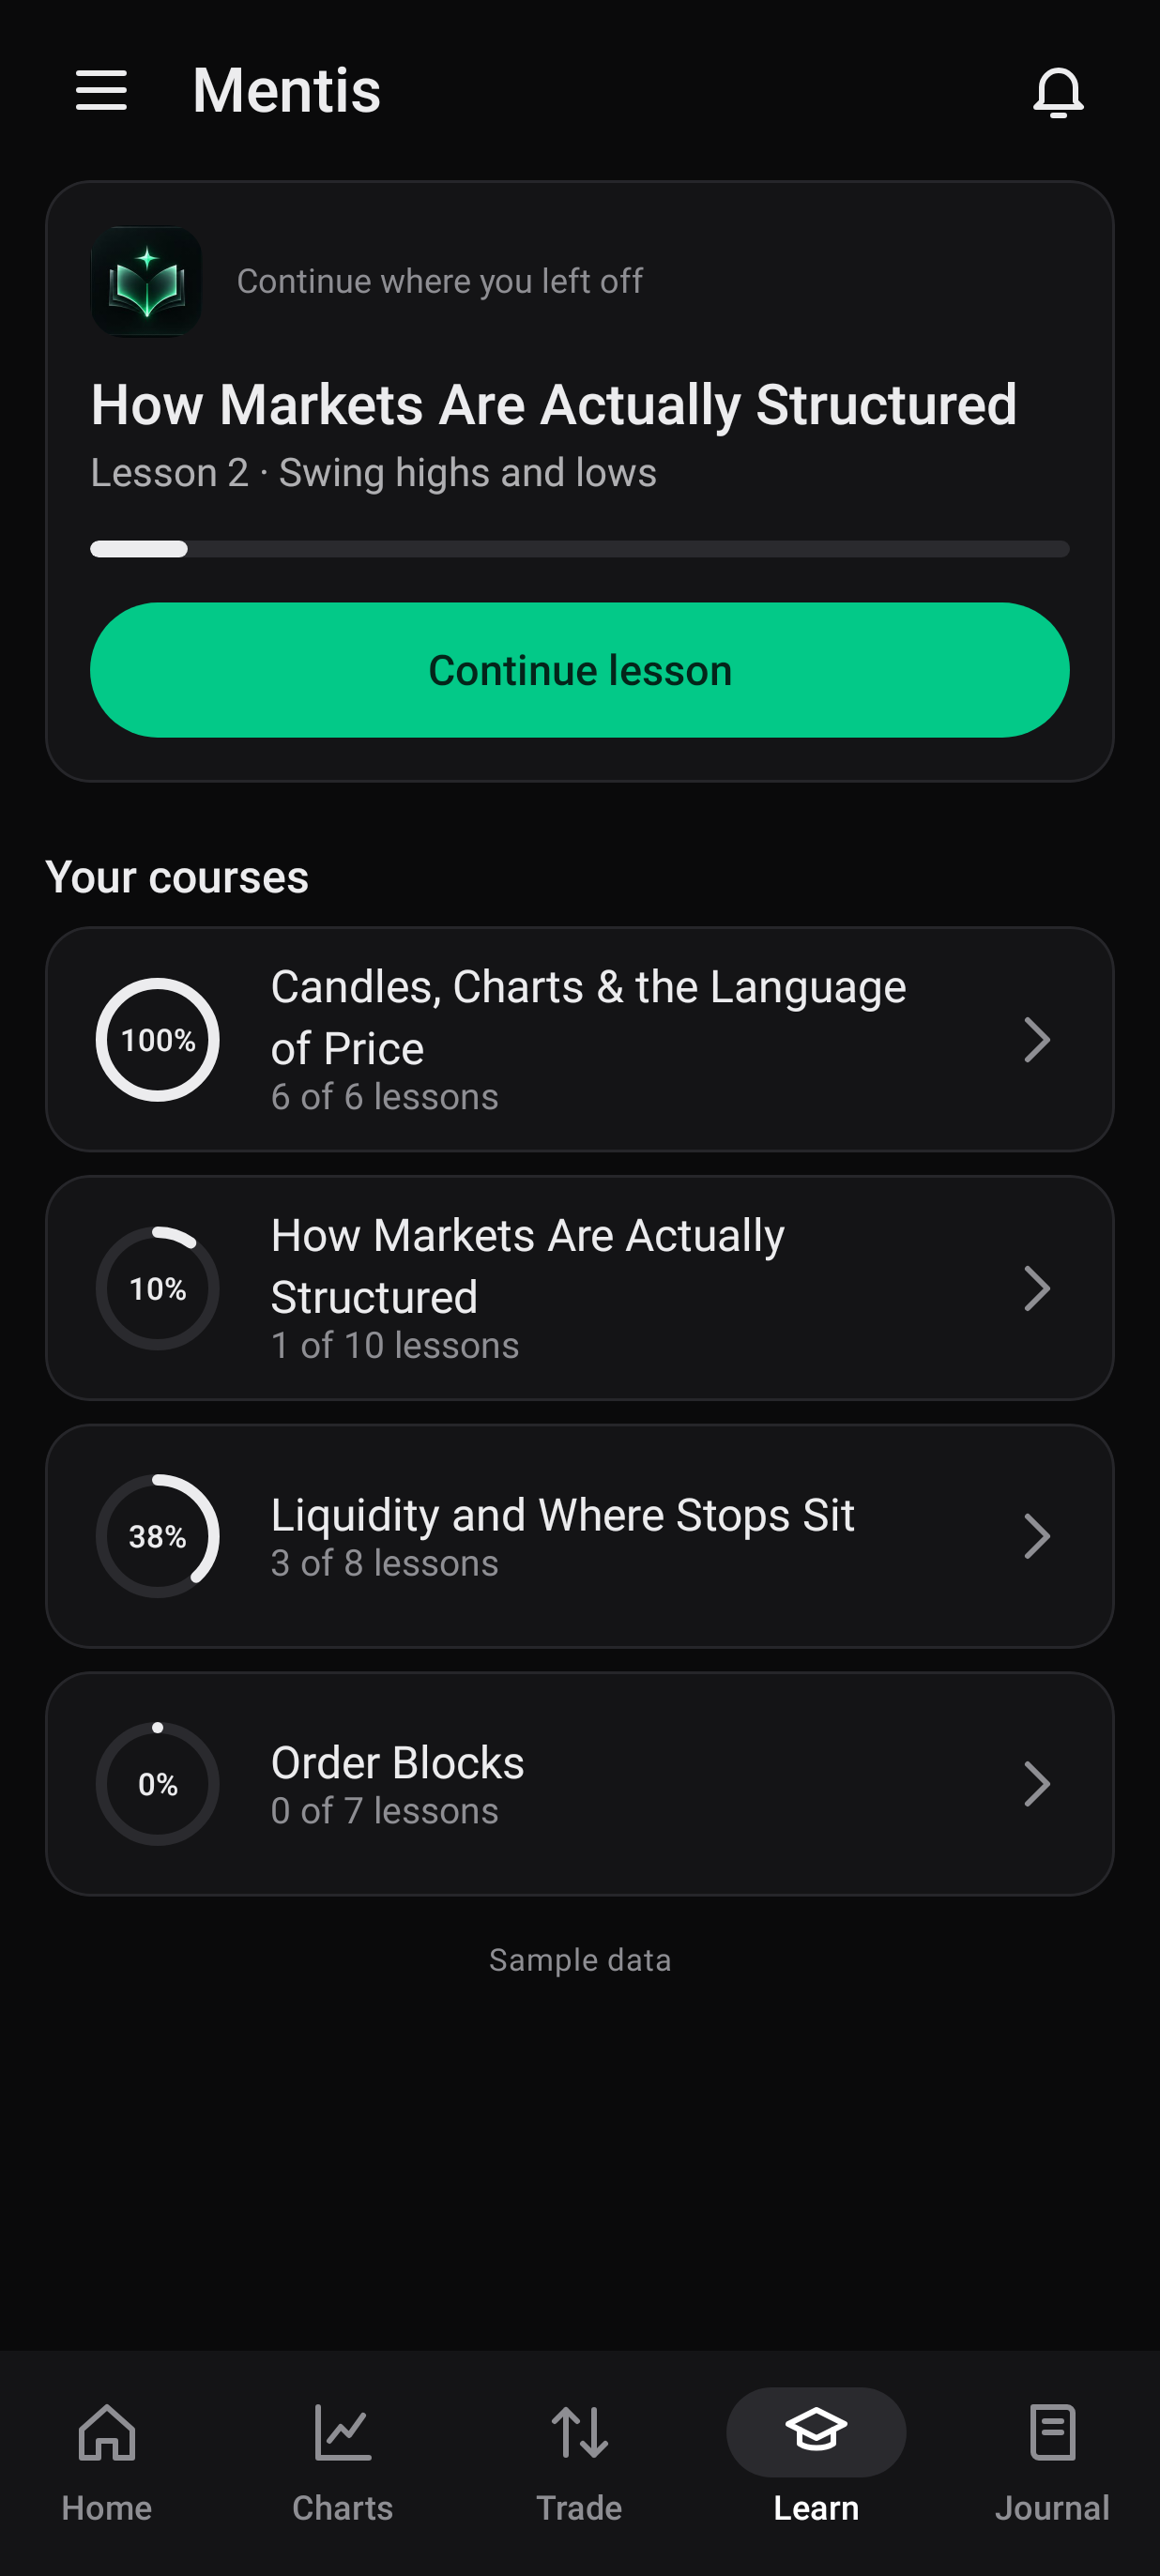 Mentis
Continue where you left off
How Markets Are Actually Structured
Lesson 2 · Swing highs and lows
Continue lesson
Your courses
100%
Candles, Charts & the Language
of Price
6 of 6 lessons
10%
How Markets Are Actually
Structured
1 of 10 lessons
38%
Liquidity and Where Stops Sit
3 of 8 lessons
0%
Order Blocks
0 of 7 lessons
Sample data
Home
Charts
Trade
Learn
Journal